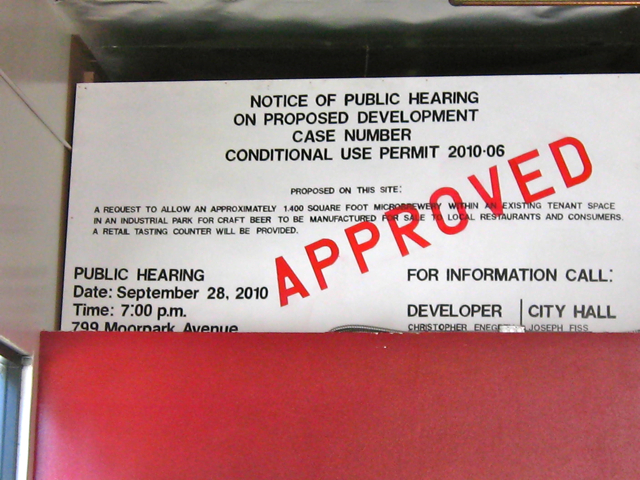 NOTICE OF PUBLIC HEARING
ON PROPOSED DEVELOPMENT
CASE NUMBER
CONDITIONAL USE PERMIT 2010-06
PROPOSED ON THIS SITE:
A REQUEST TO ALLOW AN APPROXIMATELY 1,400 SQUARE FOOT MICROBREWERY WITHIN AN EXISTING TENANT SPACE
IN AN INDUSTRIAL PARK FOR CRAFT BEER TO BE MANUFACTURED FOR SALE TO LOCAL RESTAURANTS AND CONSUMERS.
A RETAIL TASTING COUNTER WILL BE PROVIDED.
APPROVED
PUBLIC HEARING
Date: September 28, 2010
Time: 7:00 p.m.
799 Moorpark Avenue
FOR INFORMATION CALL:
DEVELOPER
CHRISTOPHER
CITY HALL
JOSEPH FISS